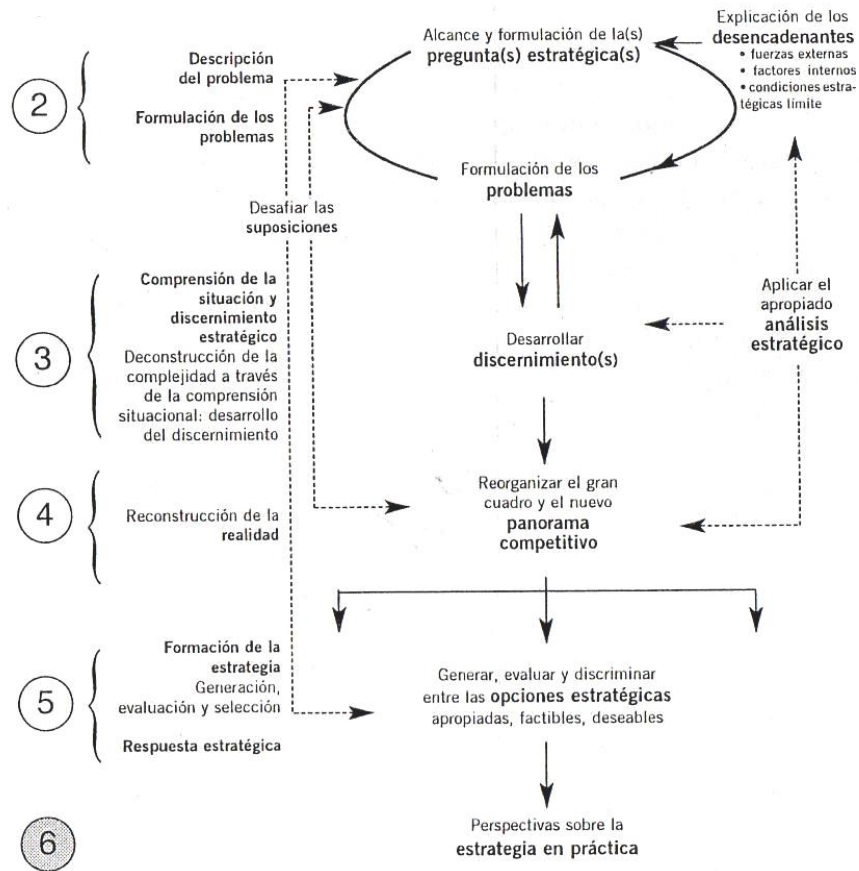 2
Descripción
del problema
Formulación de los
problemas
Alcance y formulación de la(s)
pregunta(s) estratégica(s)
Explicación de los
desencadenantes
• fuerzas externas
• factores internos
• condiciones estra-
tégicas límite
Formulación de los
problemas
Desafiar las
suposiciones
3
Comprensión de la
situación y
discernimiento
estratégico
Deconstrucción de la
complejidad a través
de la comprensión
situacional: desarrollo
del discernimiento
Desarrollar
discernimiento(s)
Aplicar el
apropiado
análisis
estratégico
4
Reconstrucción de la
realidad
Reorganizar el gran
cuadro y el nuevo
panorama
competitivo
5
Formación de la
estrategia
Generación,
evaluación y selección
Respuesta estratégica
Generar, evaluar y discriminar
entre las opciones estratégicas
apropiadas, factibles, deseables
6
Perspectivas sobre la
estrategia en práctica